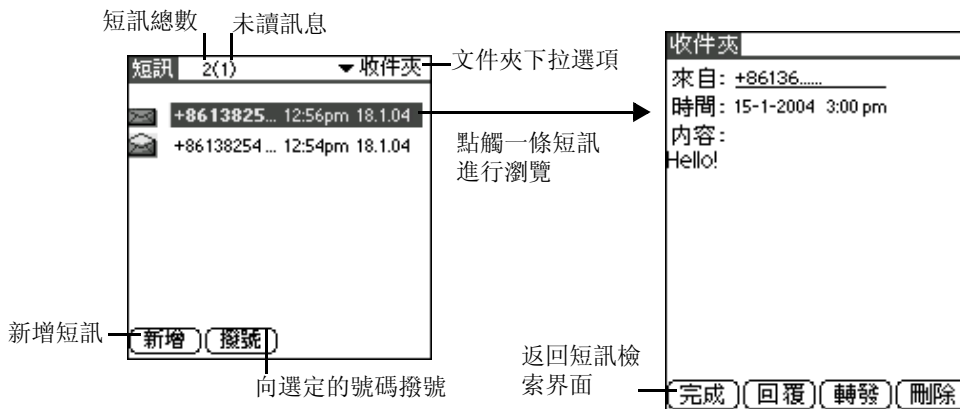 短訊總數
未讀訊息
短訊 2(1) 收件夾
文件夾下拉選項
+8613825... 12:56pm 18.1.04
+86138254 ... 12:54pm 18.1.04
點觸一條短訊
進行瀏覽
新增短訊
新增 撥號
向選定的號碼撥號
收件夾
來自: +86136......
時間: 15-1-2004 3:00 pm
內容:
Hello!
返回短訊檢
索界面
完成 回覆 轉發 刪除